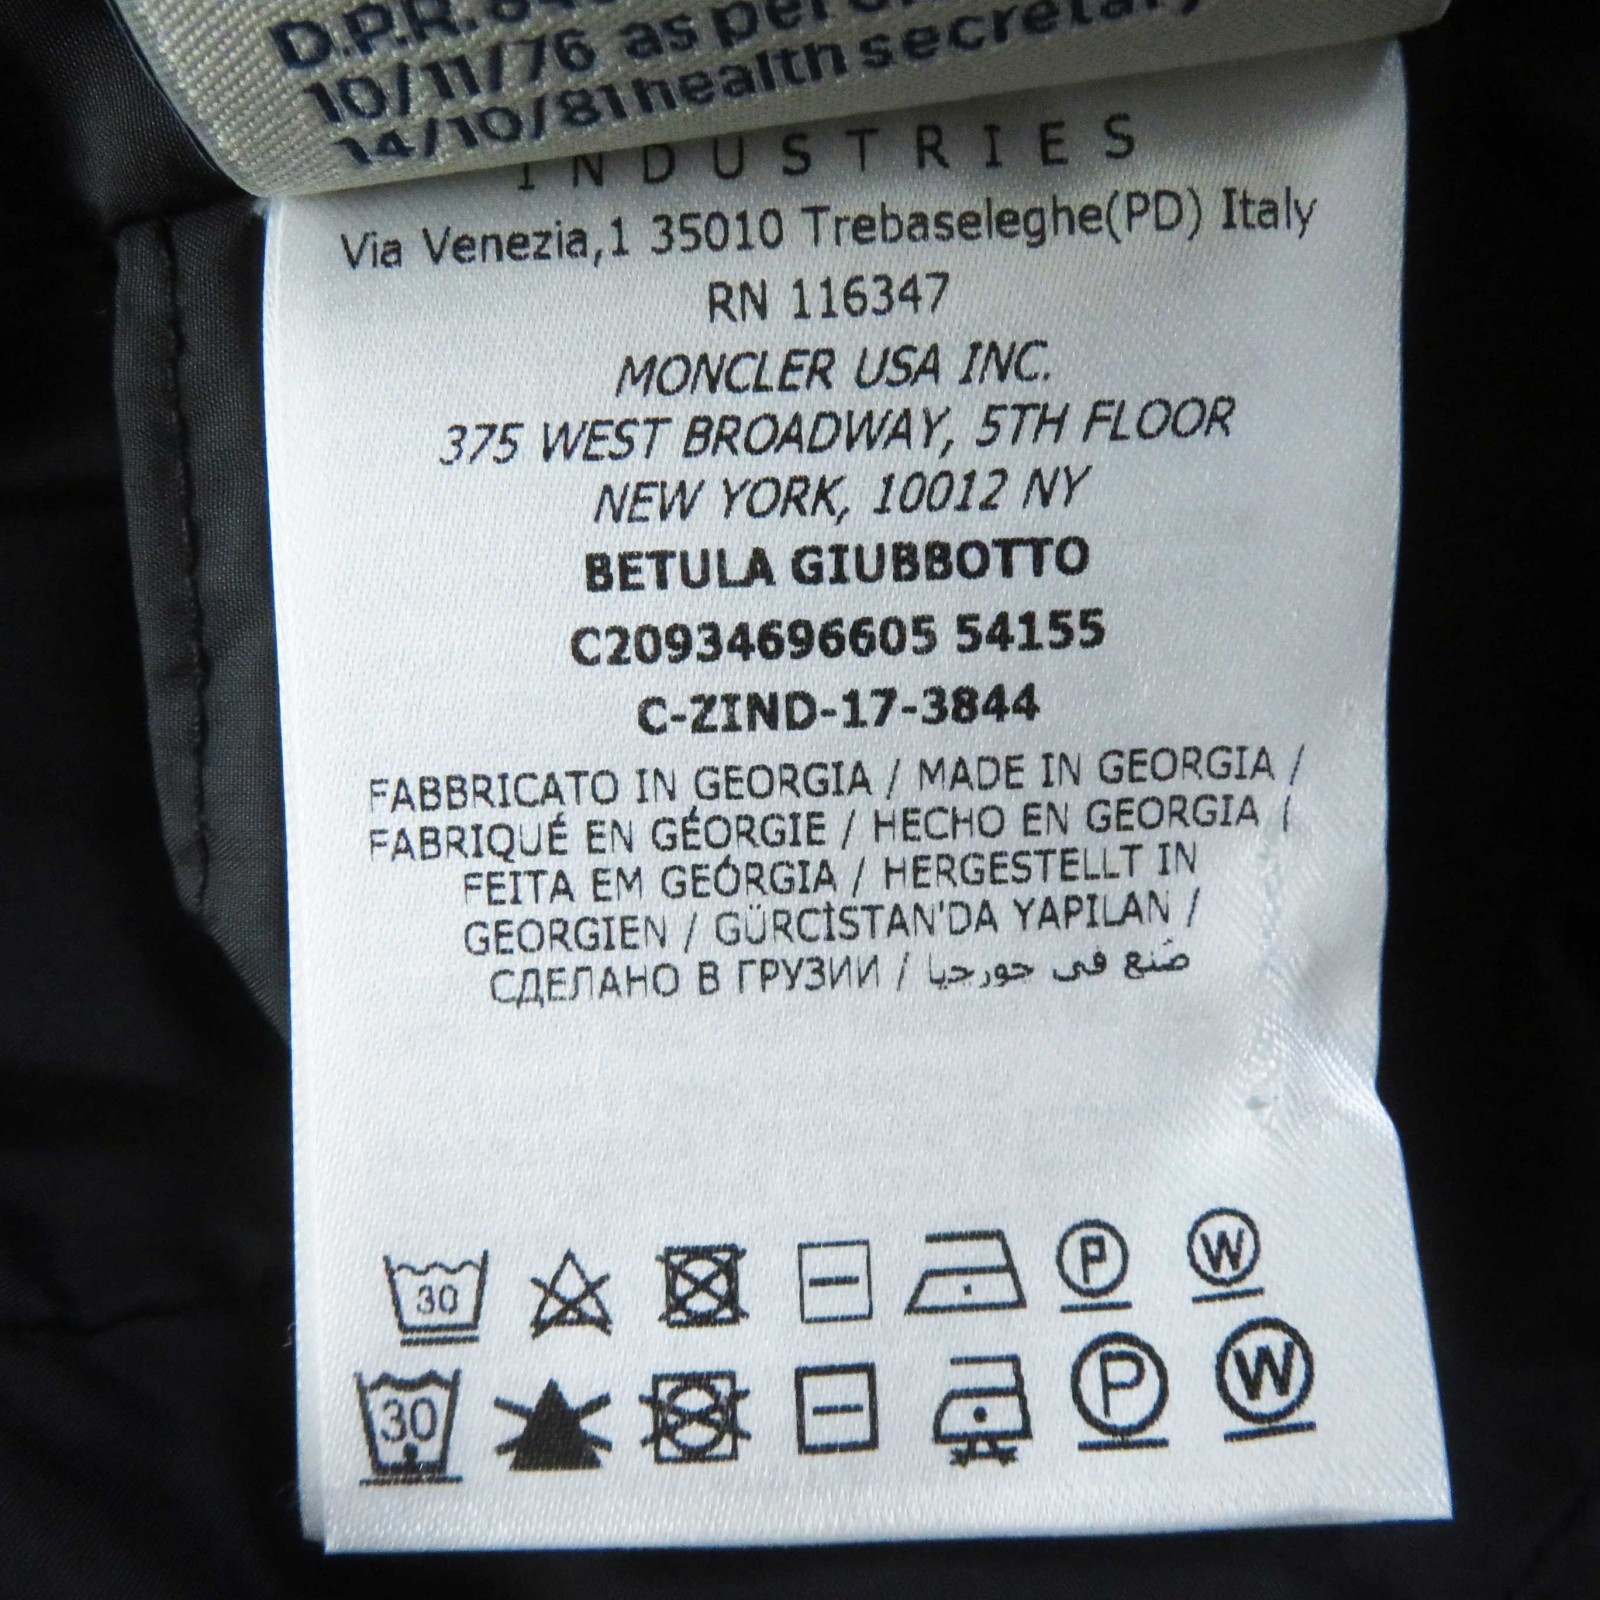 D.P.R.
10/11/76 as per
14/10/81 health secretary
INDUSTRIES
Via Venezia,1 35010 Trebaseleghe(PD) Italy
RN 116347
MONCLER USA INC.
375 WEST BROADWAY, 5TH FLOOR
NEW YORK, 10012 NY
BETULA GIUBBOTTO
C20934696605 54155
C-ZIND-17-3844
FABBRICATO IN GEORGIA / MADE IN GEORGIA /
FABRIQUÉ EN GÉORGIE / HECHO EN GEORGIA /
FEITA EM GEÓRGIA / HERGESTELLT IN
GEORGIEN / GÜRCİSTAN'DA YAPILAN /
СДЕЛАНО В ГРУЗИИ / صَنع في جورجيا
30 P W
30 P W